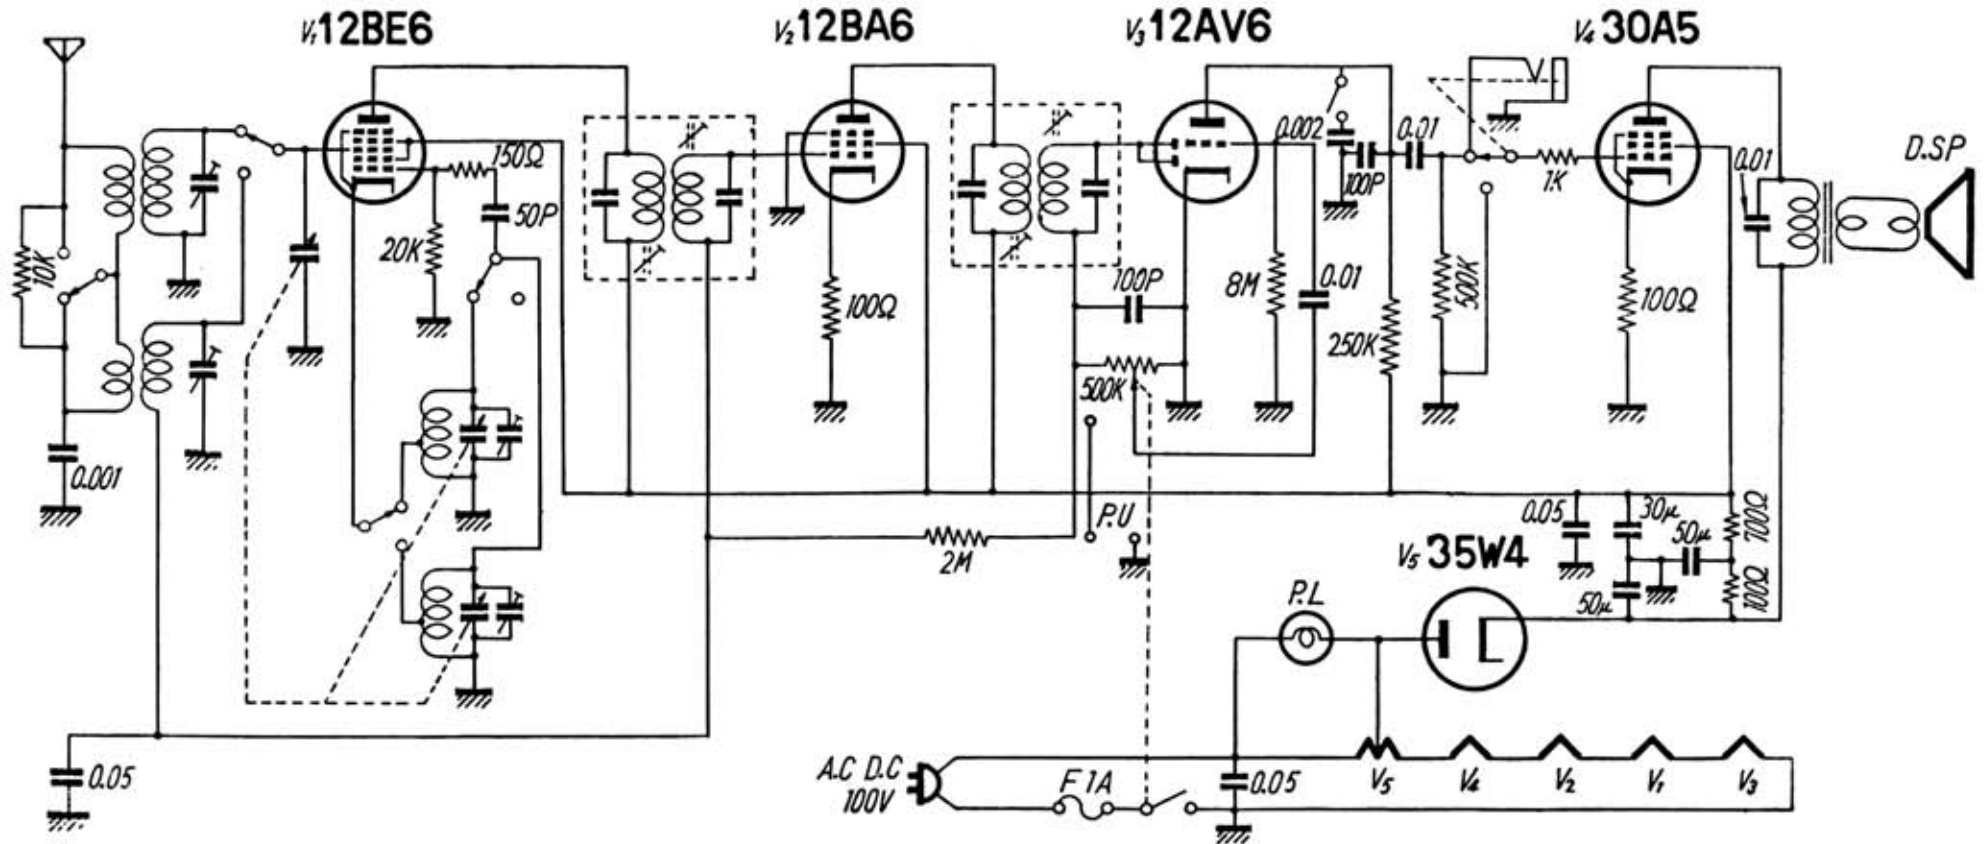 V1 12BE6
V2 12BA6
V3 12AV6
V4 30A5
10K
0.001
0.05
150Ω
50P
20K
100Ω
2M
100P
500K
P.U
8M
0.01
0.002
100P
0.01
250K
500K
1K
100Ω
0.01
D.SP
0.05
30μ
50μ
50μ
700Ω
100Ω
V5 35W4
P.L
A.C D.C
100V
F 1A
0.05
V5
V4
V2
V1
V3